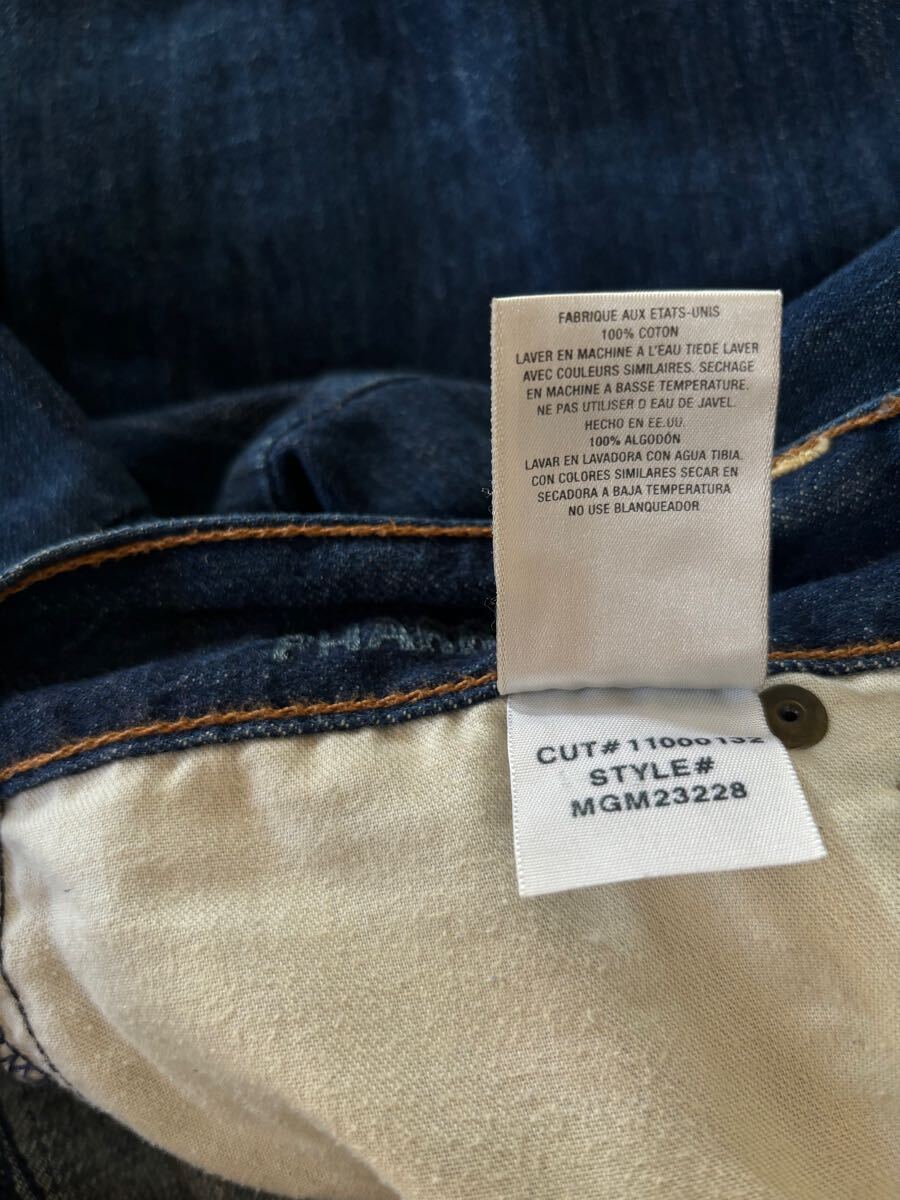 FABRIQUE AUX ETATS-UNIS
100% COTON
LAVER EN MACHINE A L'EAU TIEDE LAVER
AVEC COULEURS SIMILAIRES. SECHAGE
EN MACHINE A BASSE TEMPERATURE.
NE PAS UTILISER D EAU DE JAVEL.
HECHO EN EE.UU.
100% ALGODÓN
LAVAR EN LAVADORA CON AGUA TIBIA.
CON COLORES SIMILARES SECAR EN
SECADORA A BAJA TEMPERATURA
NO USE BLANQUEADOR
CUT#
STYLE#
MGM23228